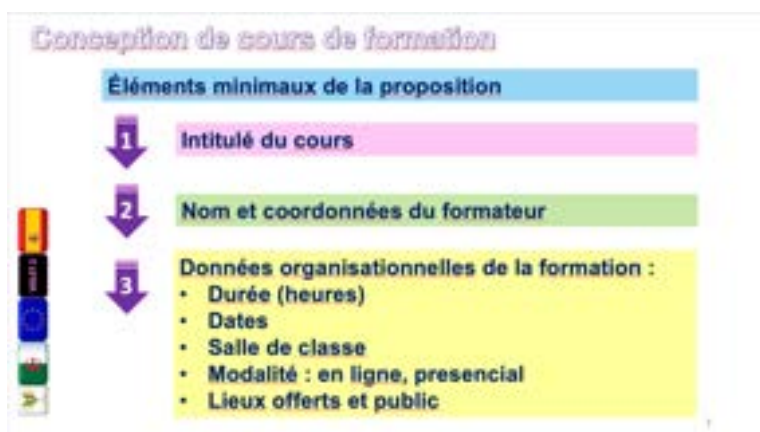 Conception de cours de formation
Éléments minimaux de la proposition
1
Intitulé du cours
2
Nom et coordonnées du formateur
3
Données organisationnelles de la formation :
• Durée (heures)
• Dates
• Salle de classe
• Modalité : en ligne, presencial
• Lieux offerts et public